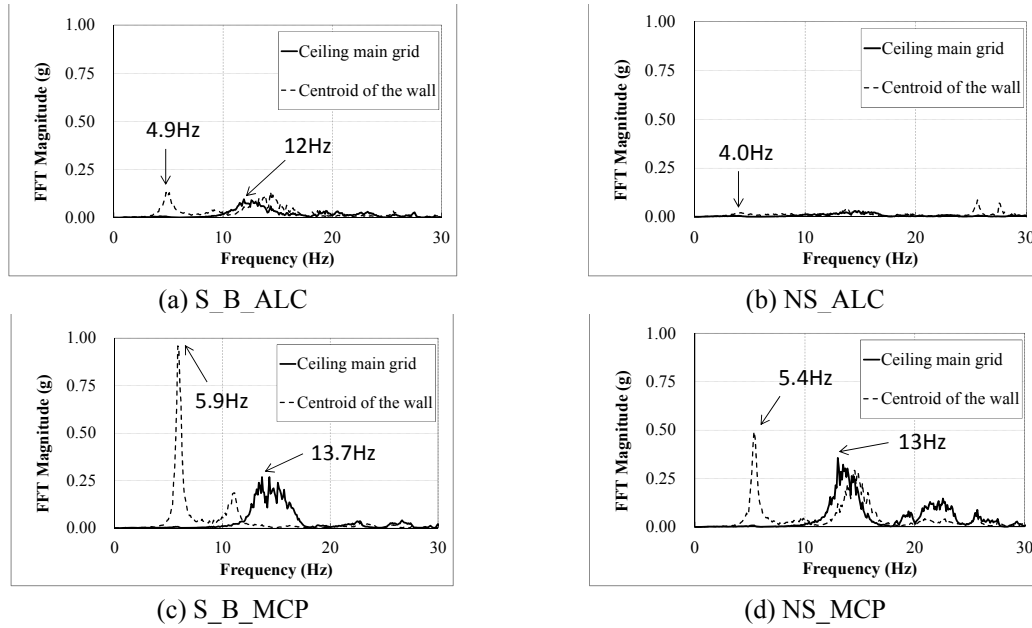 FFT Magnitude (g)
1.00
0.75
0.50
0.25
0.00
Ceiling main grid
Centroid of the wall
4.9Hz
12Hz
0
10
20
30
Frequency (Hz)
(a) S_B_ALC
FFT Magnitude (g)
1.00
0.75
0.50
0.25
0.00
Ceiling main grid
Centroid of the wall
4.0Hz
0
10
20
30
Frequency (Hz)
(b) NS_ALC
FFT Magnitude (g)
1.00
0.75
0.50
0.25
0.00
Ceiling main grid
Centroid of the wall
5.9Hz
13.7Hz
0
10
20
30
Frequency (Hz)
(c) S_B_MCP
FFT Magnitude (g)
1.00
0.75
0.50
0.25
0.00
Ceiling main grid
Centroid of the wall
5.4Hz
13Hz
0
10
20
30
Frequency (Hz)
(d) NS_MCP